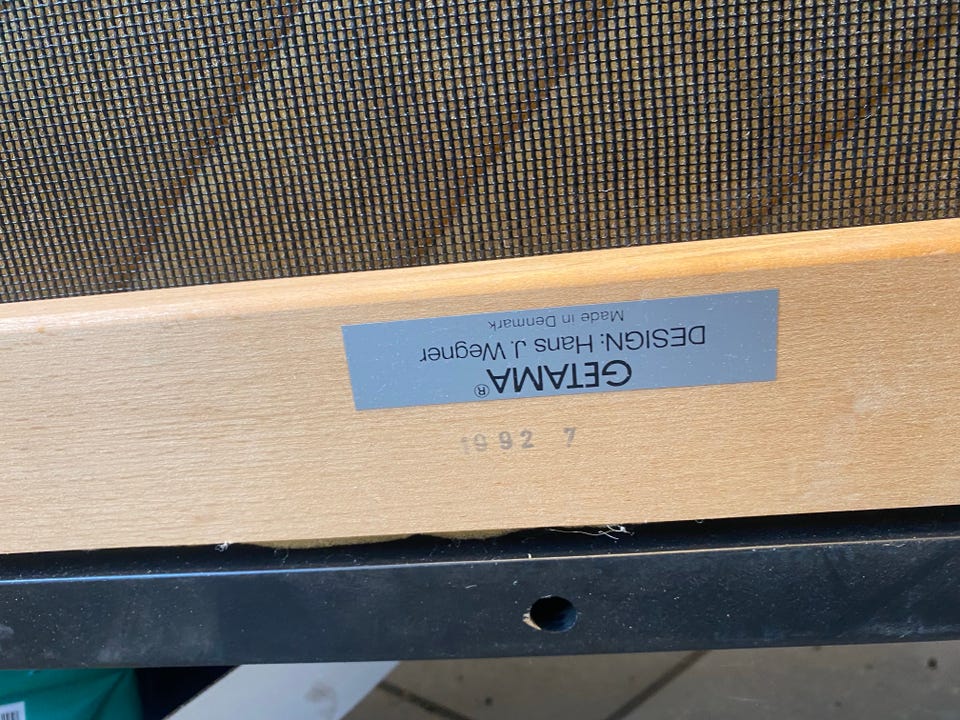 GETAMA®
DESIGN: Hans J. Wegner
Made in Denmark
1992 7